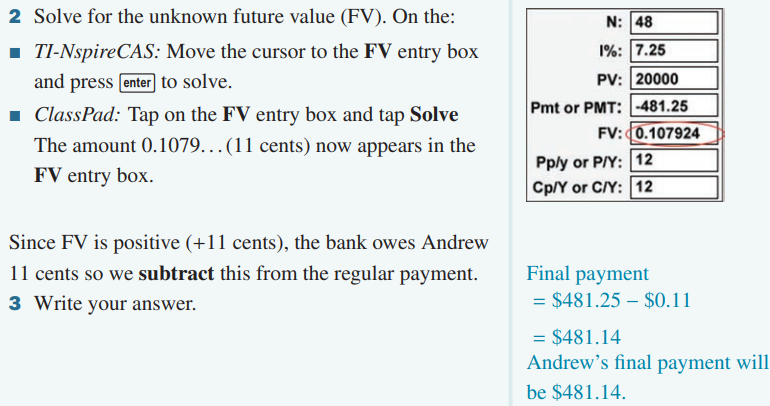 2 Solve for the unknown future value (FV). On the:
■ TI-NspireCAS: Move the cursor to the FV entry box
and press enter to solve.
■ ClassPad: Tap on the FV entry box and tap Solve
The amount 0.1079... (11 cents) now appears in the
FV entry box.
Since FV is positive (+11 cents), the bank owes Andrew
11 cents so we subtract this from the regular payment.
3 Write your answer.
N: 48
I%: 7.25
PV: 20000
Pmt or PMT: -481.25
FV: 0.107924
Pp/y or P/Y: 12
Cp/Y or C/Y: 12
Final payment
= $481.25 – $0.11
= $481.14
Andrew's final payment will
be $481.14.